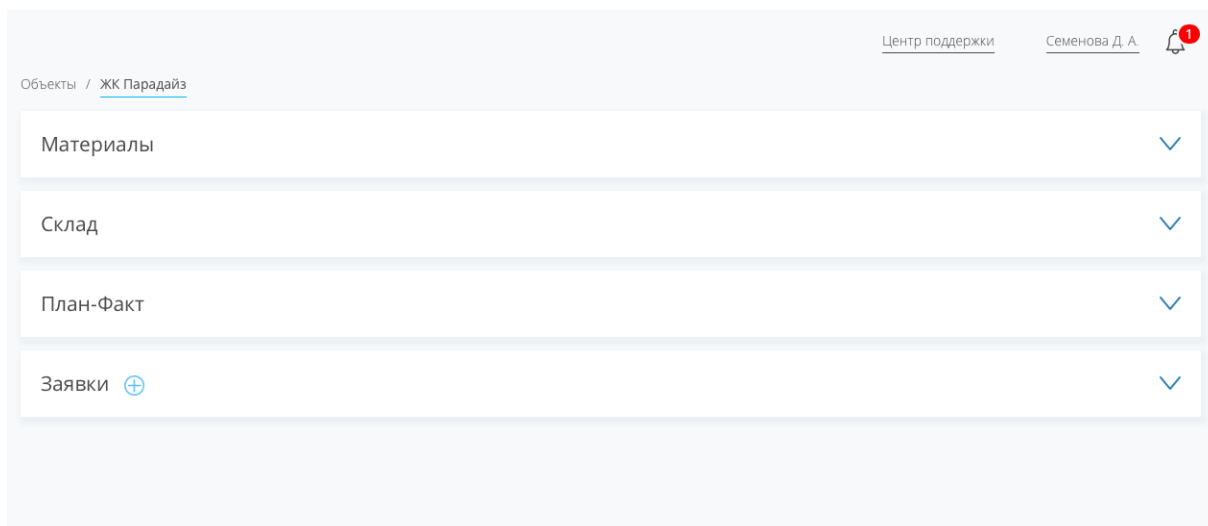 Центр поддержки Семенова Д. А. 1
Объекты / ЖК Парадайз
Материалы
Склад
План-Факт
Заявки